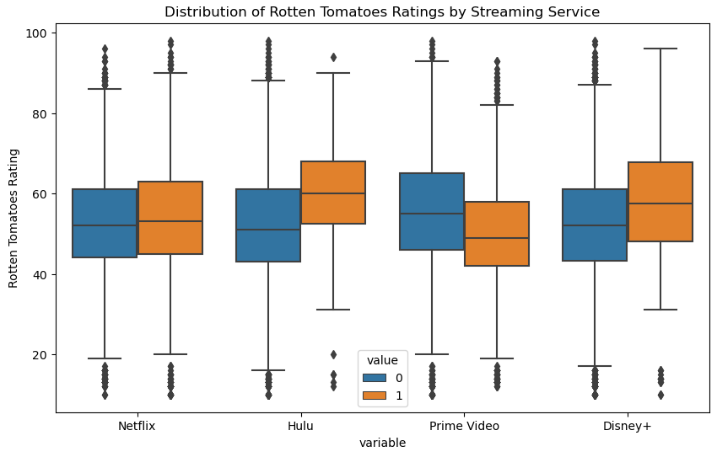 Distribution of Rotten Tomatoes Ratings by Streaming Service
Rotten Tomatoes Rating
100
80
60
40
20
value
0
1
Netflix
Hulu
Prime Video
Disney+
variable